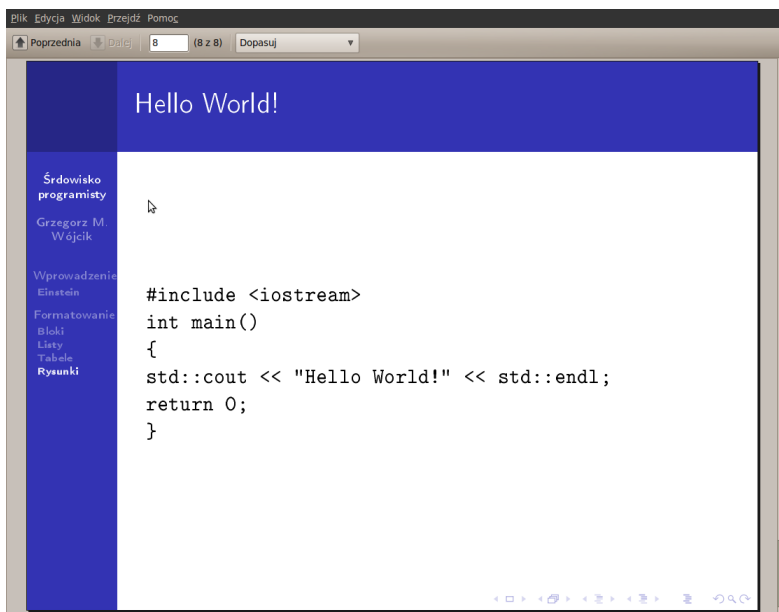 Plik Edycja Widok Przejdź Pomoc
Poprzednia Dalej 8 (8 z 8) Dopasuj
Hello World!
Śrdowisko
programisty
Grzegorz M.
Wójcik
Wprowadzenie
Einstein
Formatowanie
Bloki
Listy
Tabele
Rysunki
#include <iostream>
int main()
{
std::cout << "Hello World!" << std::endl;
return 0;
}